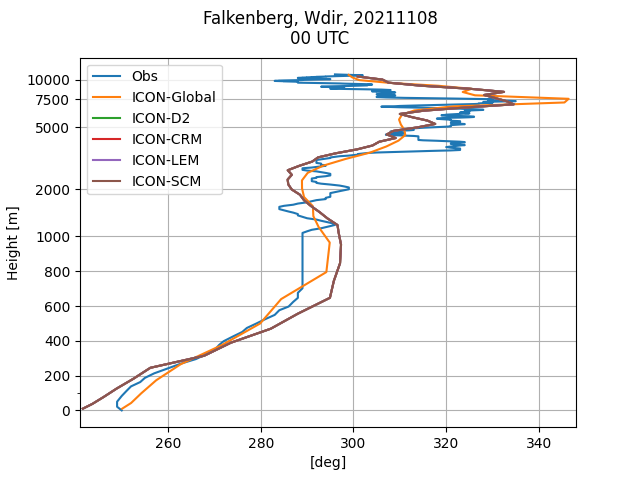 Falkenberg, Wdir, 20211108
00 UTC
Obs
ICON-Global
ICON-D2
ICON-CRM
ICON-LEM
ICON-SCM
10000
7500
5000
2000
1000
800
600
400
200
0
Height [m]
260 280 300 320 340
[deg]